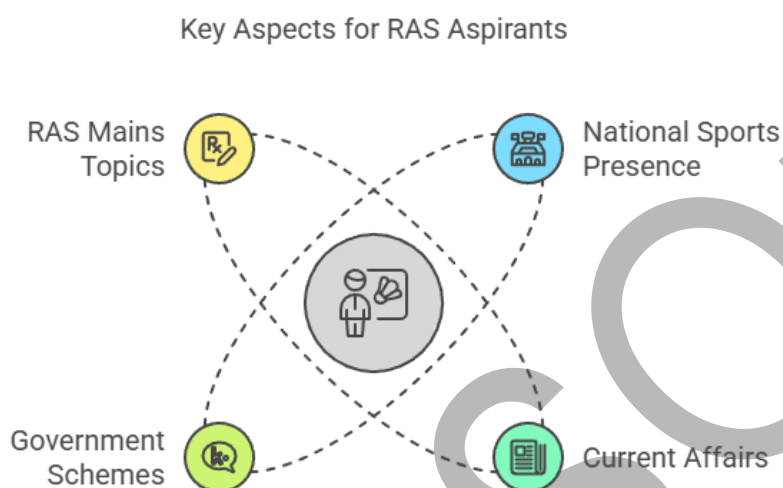 Key Aspects for RAS Aspirants
RAS Mains
Topics
National Sports
Presence
Government
Schemes
Current Affairs